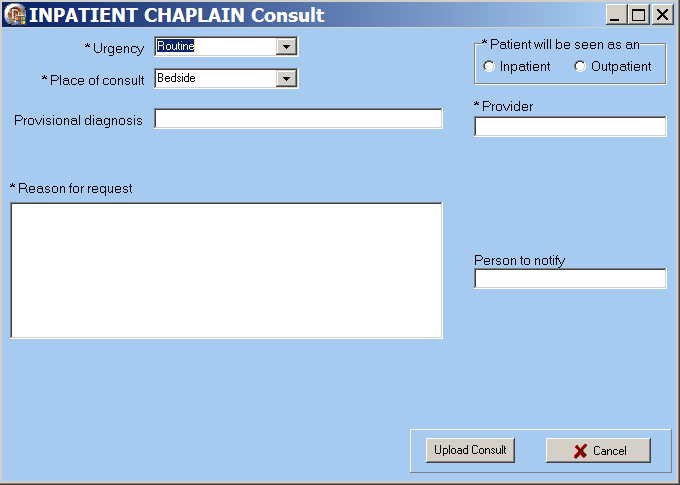 INPATIENT CHAPLAIN Consult
* Urgency
Routine
* Patient will be seen as an
Inpatient
Outpatient
* Place of consult
Bedside
* Provider
Provisional diagnosis
* Reason for request
Person to notify
Upload Consult
Cancel